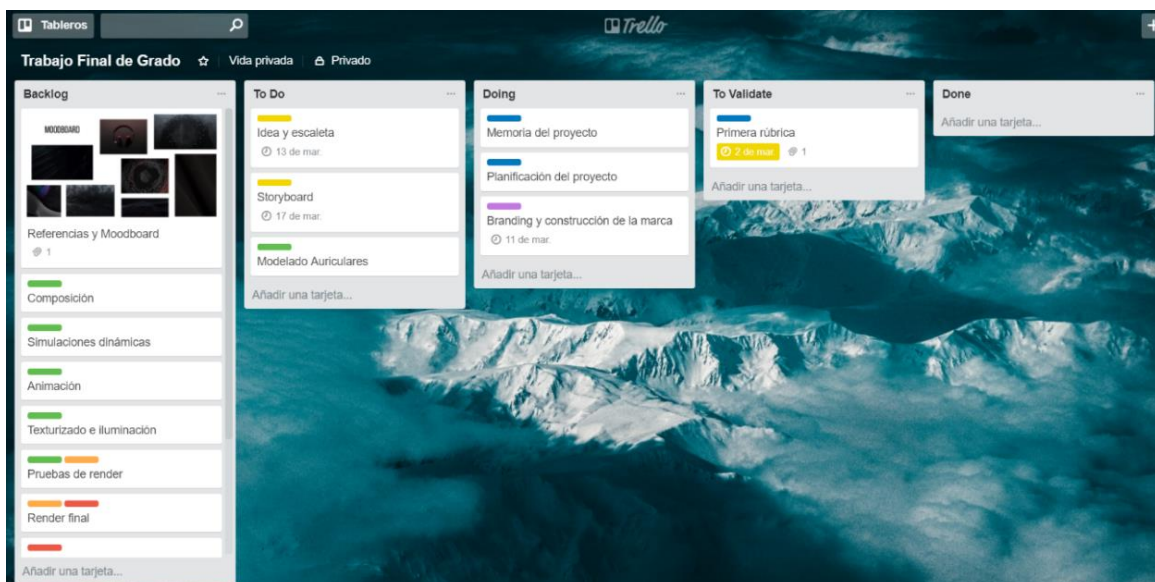 Tableros
Trello
Trabajo Final de Grado
Vida privada
Privado
Backlog
MOODBOARD
Referencias y Moodboard
1
Composición
Simulaciones dinámicas
Animación
Texturizado e iluminación
Pruebas de render
Render final
Añadir una tarjeta...
To Do
Idea y escaleta
13 de mar.
Storyboard
17 de mar.
Modelado Auriculares
Añadir una tarjeta...
Doing
Memoria del proyecto
Planificación del proyecto
Branding y construcción de la marca
11 de mar.
Añadir una tarjeta...
To Validate
Primera rúbrica
2 de mar.
1
Añadir una tarjeta...
Done
Añadir una tarjeta...